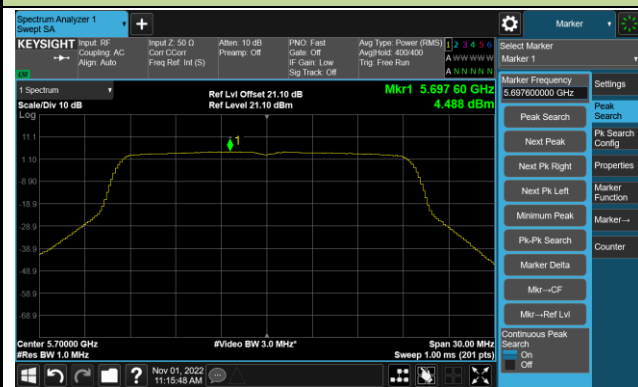 Spectrum Analyzer 1
Swept SA
Marker
KEYSIGHT
Input: RF
Coupling: AC
Align: Auto
Input Z: 50 Ω
Corr CCorr
Freq Ref: Int (S)
Atten: 10 dB
Preamp: Off
PNO: Fast
Gate: Off
IF Gain: Low
Sig Track: Off
Avg Type: Power (RMS)
Avg|Hold: 400/400
Trig: Free Run
1 2 3 4 5 6
A W W W W W
A N N N N N
Select Marker
Marker 1
1 Spectrum
Scale/Div 10 dB
Log
Ref Lvl Offset 21.10 dB
Ref Level 21.10 dBm
Mkr1 5.697 60 GHz
4.488 dBm
11.1
1.10
-8.90
-18.9
-28.9
-38.9
-48.9
-58.9
-68.9
1
Center 5.70000 GHz
#Res BW 1.0 MHz
#Video BW 3.0 MHz*
Span 30.00 MHz
Sweep 1.00 ms (201 pts)
Marker Frequency
5.697600000 GHz
Peak Search
Next Peak
Next Pk Right
Next Pk Left
Minimum Peak
Pk-Pk Search
Marker Delta
Mkr→CF
Mkr→Ref Lvl
Continuous Peak
Search
On
Off
Settings
Peak
Search
Pk Search
Config
Properties
Marker
Function
Marker→
Counter
Nov 01, 2022
11:15:48 AM